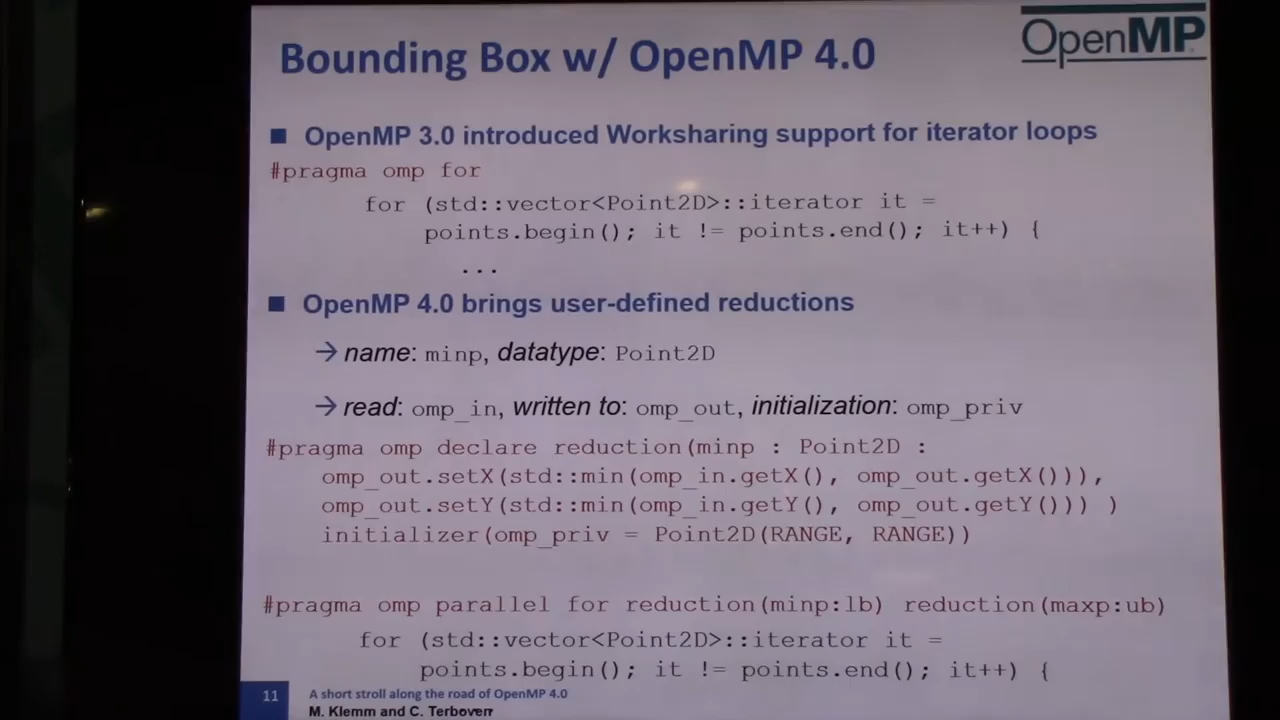 Bounding Box w/ OpenMP 4.0
OpenMP
OpenMP 3.0 introduced Worksharing support for iterator loops
#pragma omp for
for (std::vector<Point2D>::iterator it =
points.begin(); it != points.end(); it++) {
...
OpenMP 4.0 brings user-defined reductions
→ name: minp, datatype: Point2D
→ read: omp_in, written to: omp_out, initialization: omp_priv
#pragma omp declare reduction(minp : Point2D :
omp_out.setX(std::min(omp_in.getX(), omp_out.getX())),
omp_out.setY(std::min(omp_in.getY(), omp_out.getY())) )
initializer(omp_priv = Point2D(RANGE, RANGE))
#pragma omp parallel for reduction(minp:lb) reduction(maxp:ub)
for (std::vector<Point2D>::iterator it =
points.begin(); it != points.end(); it++) {
11
A short stroll along the road of OpenMP 4.0
M. Klemm and C. Terboven